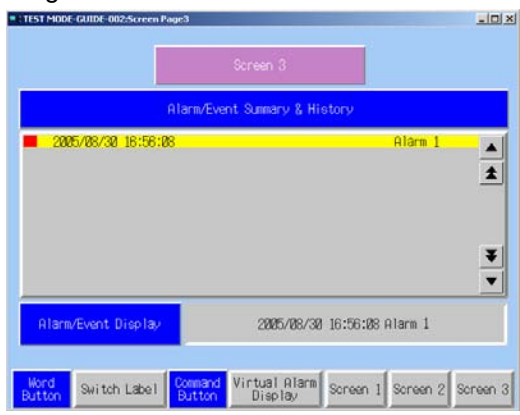 : TEST MODE-GUIDE-002:Screen Page3
Screen 3
Alarm/Event Summary & History
2005/08/30 16:56:08 Alarm 1
Alarm/Event Display
2005/08/30 16:56:08 Alarm 1
Word
Button
Switch Label
Command
Button
Virtual Alarm
Display
Screen 1
Screen 2
Screen 3